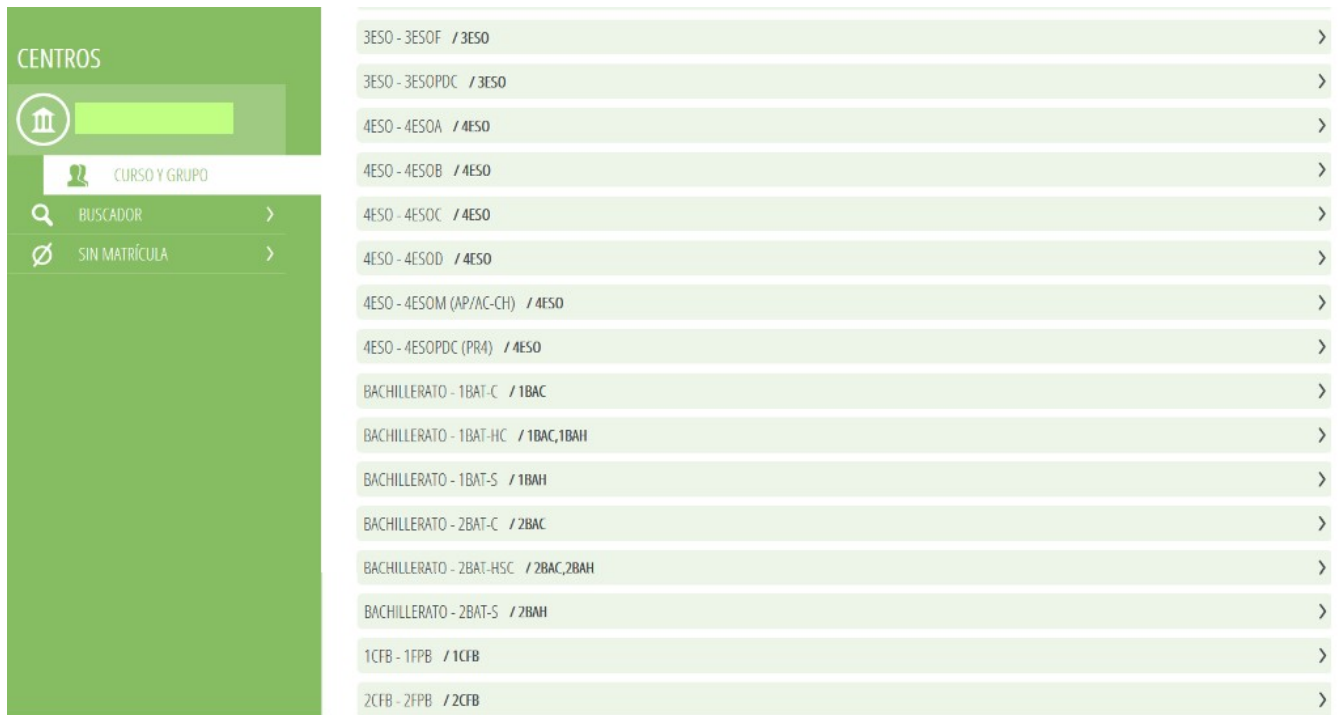 CENTROS
CURSO Y GRUPO
BUSCADOR
SIN MATRÍCULA
3ESO - 3ESOF / 3ESO
3ESO - 3ESOPDC / 3ESO
4ESO - 4ESOA / 4ESO
4ESO - 4ESOB / 4ESO
4ESO - 4ESOC / 4ESO
4ESO - 4ESOD / 4ESO
4ESO - 4ESOM (AP/AC-CH) / 4ESO
4ESO - 4ESOPDC (PR4) / 4ESO
BACHILLERATO - 1BAT-C / 1BAC
BACHILLERATO - 1BAT-HC / 1BAC,1BAH
BACHILLERATO - 1BAT-S / 1BAH
BACHILLERATO - 2BAT-C / 2BAC
BACHILLERATO - 2BAT-HSC / 2BAC,2BAH
BACHILLERATO - 2BAT-S / 2BAH
1CFB - 1FPB / 1CFB
2CFB - 2FPB / 2CFB